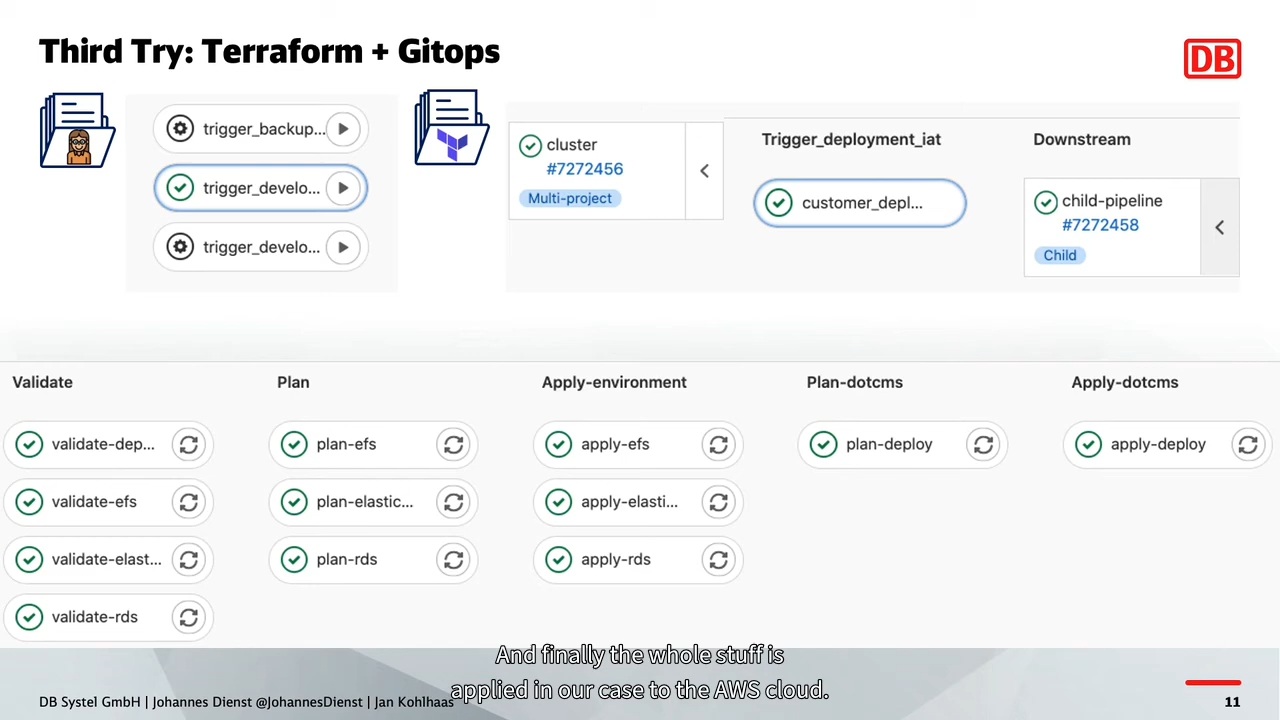 Third Try: Terraform + Gitops
DB
trigger_backup...
trigger_develo...
trigger_develo...
cluster
#7272456
Multi-project
Trigger_deployment_iat
customer_depl...
Downstream
child-pipeline
#7272458
Child
Validate
validate-dep...
validate-efs
validate-elast...
validate-rds
Plan
plan-efs
plan-elastic...
plan-rds
Apply-environment
apply-efs
apply-elasti...
apply-rds
Plan-dotcms
plan-deploy
Apply-dotcms
apply-deploy
And finally the whole stuff is
applied in our case to the AWS cloud.
DB Systel GmbH | Johannes Dienst @JohannesDienst | Jan Kohlhaas
11